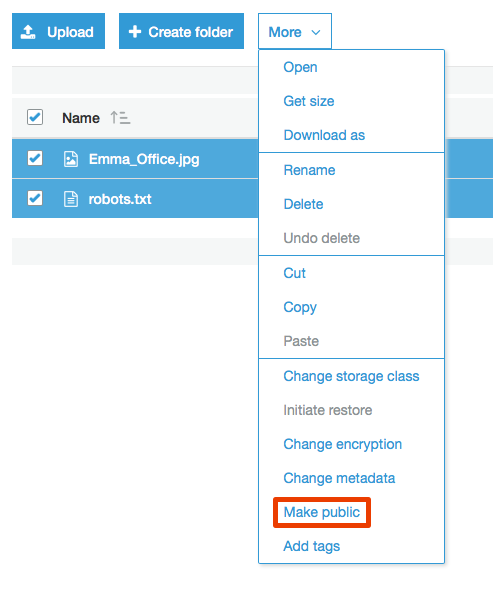 Upload
Create folder
More
Open
Get size
Download as
Name
Emma_Office.jpg
Rename
robots.txt
Delete
Undo delete
Cut
Copy
Paste
Change storage class
Initiate restore
Change encryption
Change metadata
Make public
Add tags